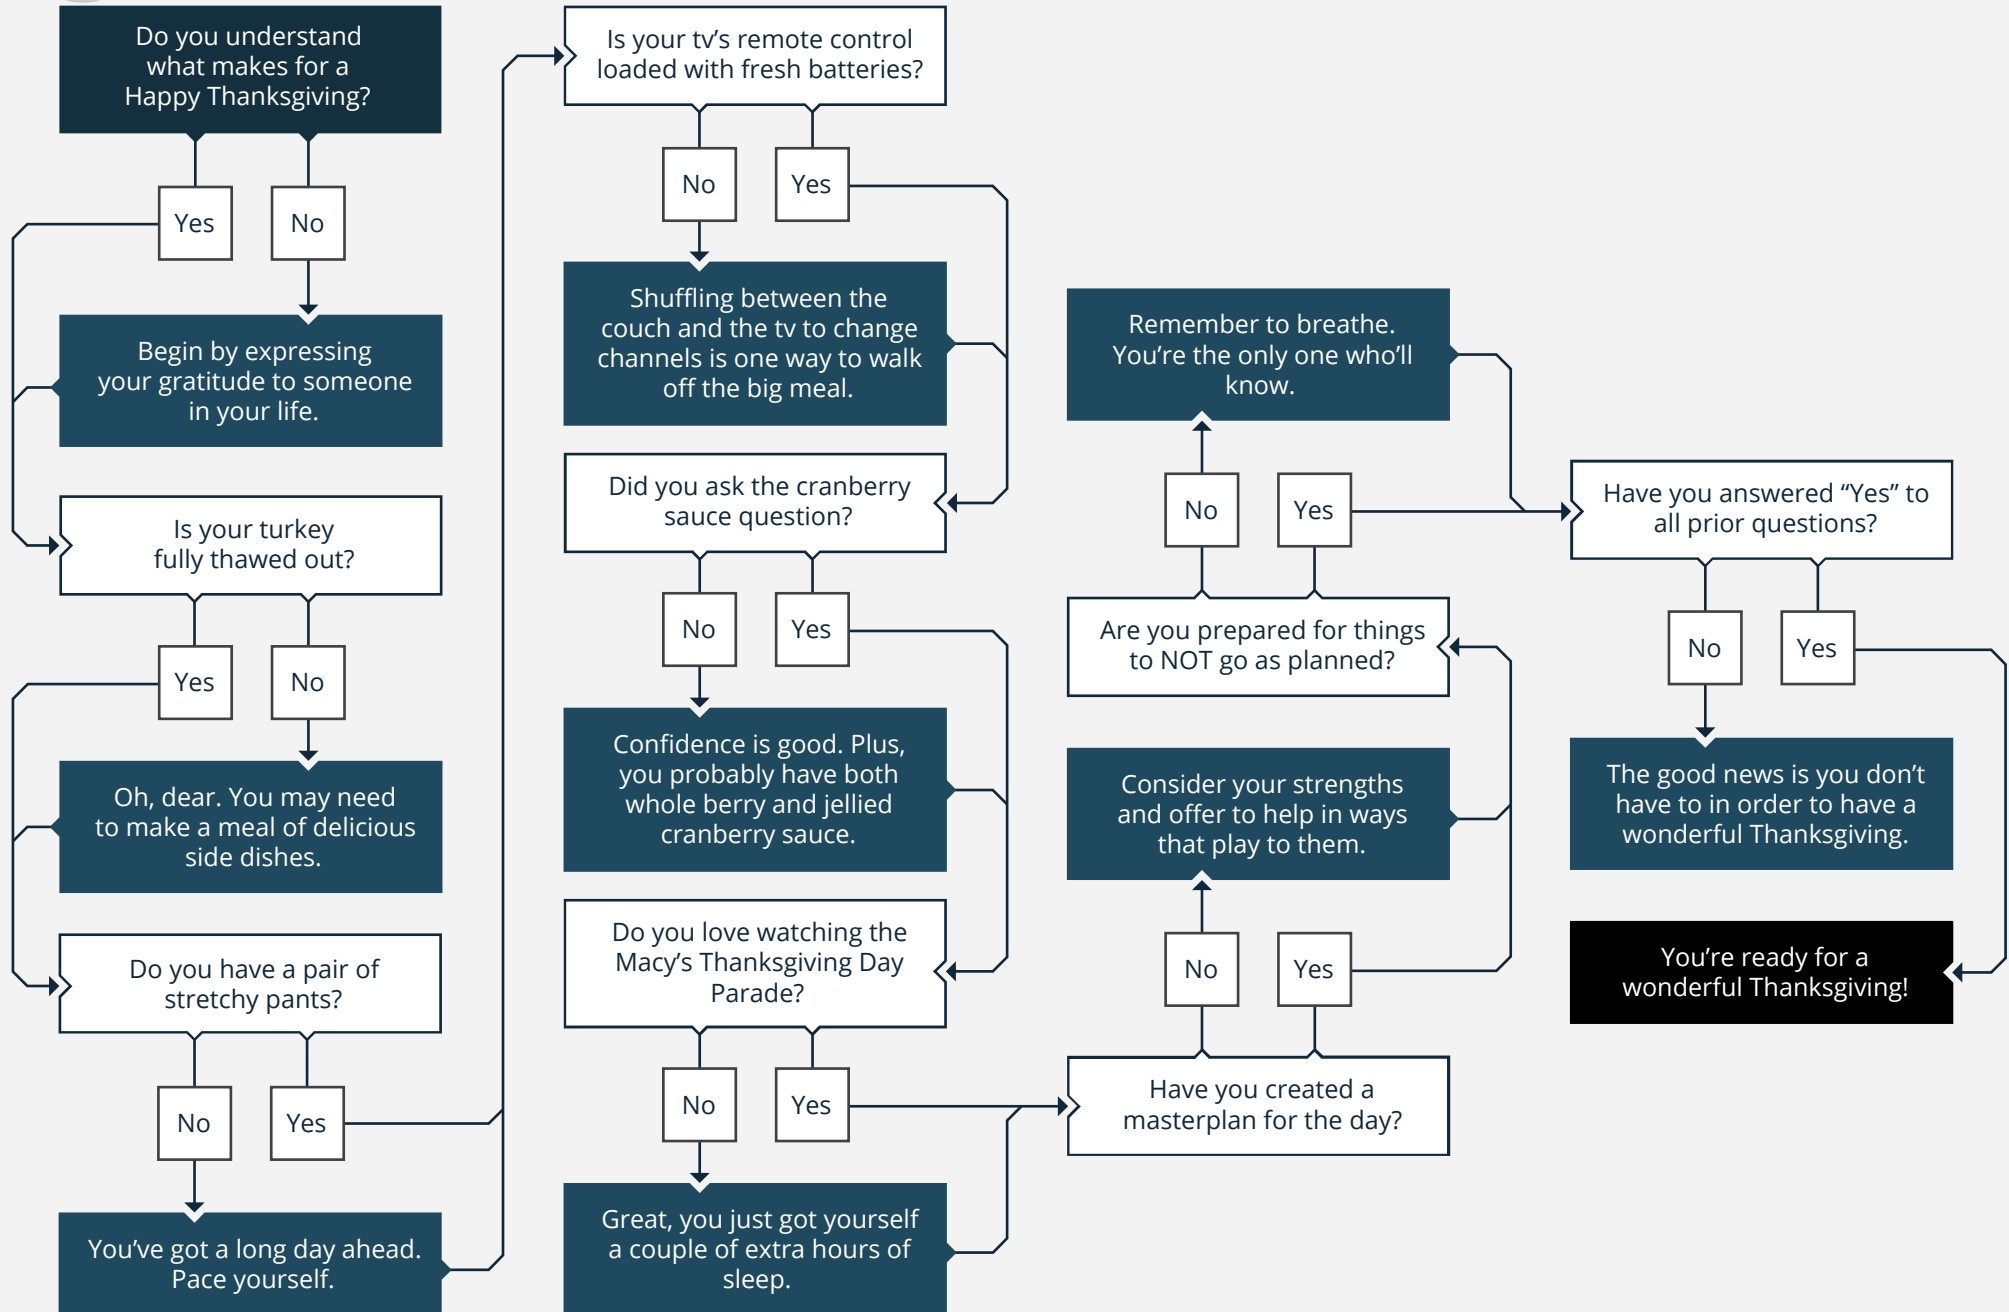 Do you understand
what makes for a
Happy Thanksgiving?
Yes
No
Begin by expressing
your gratitude to someone
in your life.
Is your turkey
fully thawed out?
Yes
No
Oh, dear. You may need
to make a meal of delicious
side dishes.
Do you have a pair of
stretchy pants?
No
Yes
You’ve got a long day ahead.
Pace yourself.
Is your tv’s remote control
loaded with fresh batteries?
No
Yes
Shuffling between the
couch and the tv to change
channels is one way to walk
off the big meal.
Did you ask the cranberry
sauce question?
No
Yes
Confidence is good. Plus,
you probably have both
whole berry and jellied
cranberry sauce.
Do you love watching the
Macy’s Thanksgiving Day
Parade?
No
Yes
Great, you just got yourself
a couple of extra hours of
sleep.
Have you created a
masterplan for the day?
No
Yes
Consider your strengths
and offer to help in ways
that play to them.
Are you prepared for things
to NOT go as planned?
No
Yes
Remember to breathe.
You’re the only one who’ll
know.
Have you answered “Yes” to
all prior questions?
No
Yes
The good news is you don’t
have to in order to have a
wonderful Thanksgiving.
You’re ready for a
wonderful Thanksgiving!